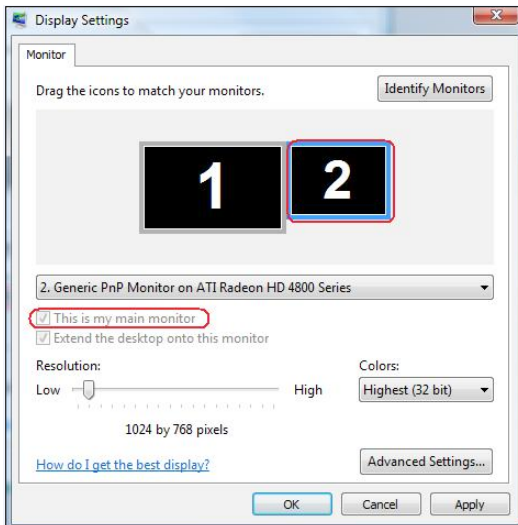 Display Settings
Monitor
Drag the icons to match your monitors.
Identify Monitors
1
2
2. Generic PnP Monitor on ATI Radeon HD 4800 Series
This is my main monitor
Extend the desktop onto this monitor
Resolution:
Colors:
Low
High
Highest (32 bit)
1024 by 768 pixels
How do I get the best display?
Advanced Settings...
OK
Cancel
Apply